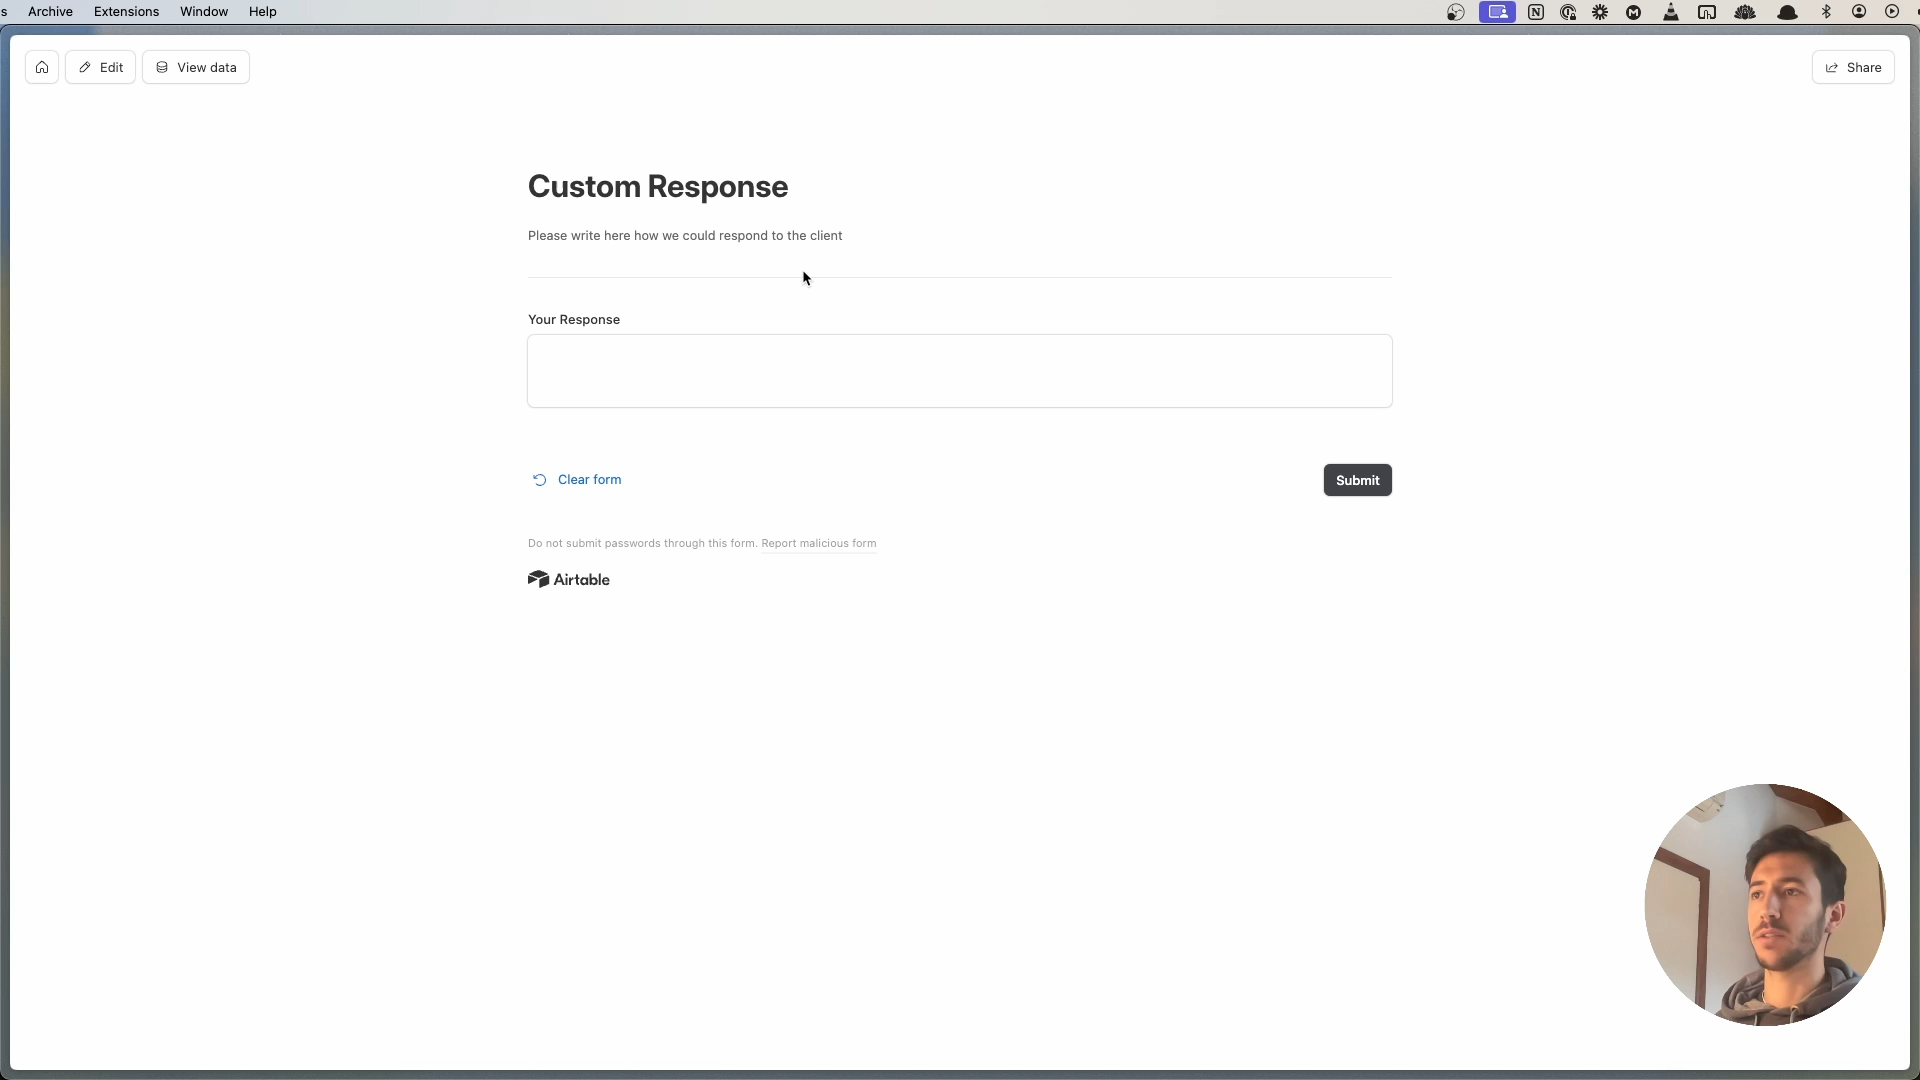 s Archive Extensions Window Help
Edit View data Share
Custom Response
Please write here how we could respond to the client
Your Response
Clear form Submit
Do not submit passwords through this form. Report malicious form
Airtable